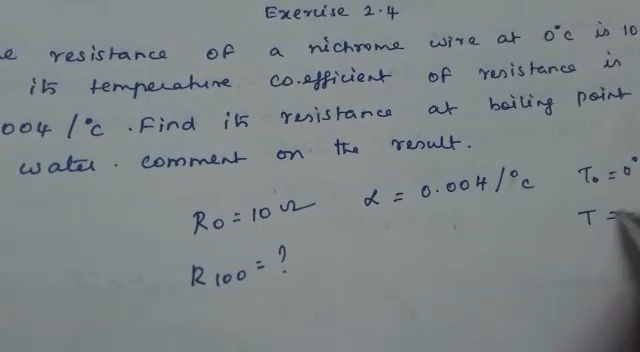 Exercise 2.4
e resistance of a nichrome wire at 0°c is 10
its temperature co.efficient of resistance is
004 / °c . Find its resistance at boiling point
water . comment on the result.
R0 = 10 Ω α = 0.004 / °c T0 = 0°
R100 = ? T =